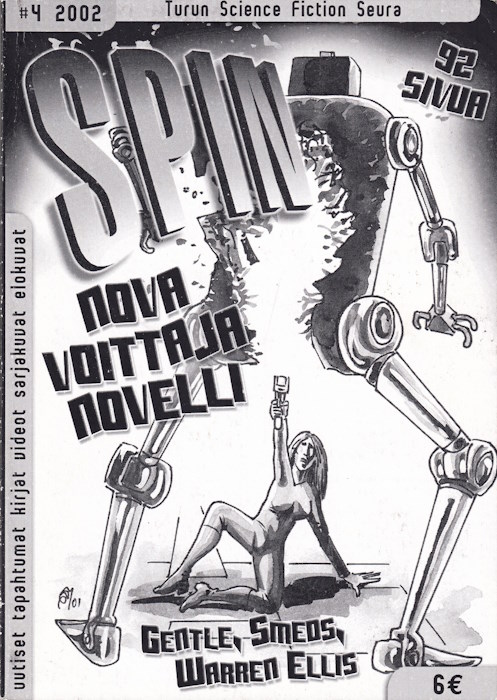 #4 2002
Turun Science Fiction Seura
SPIN
92
SIVUA
NOVA
VOITTAJA
NOVELLI
uutiset tapahtumat kirjat videot sarjakuvat elokuvat
01
GENTLE, SMEDS,
WARREN ELLIS
6€